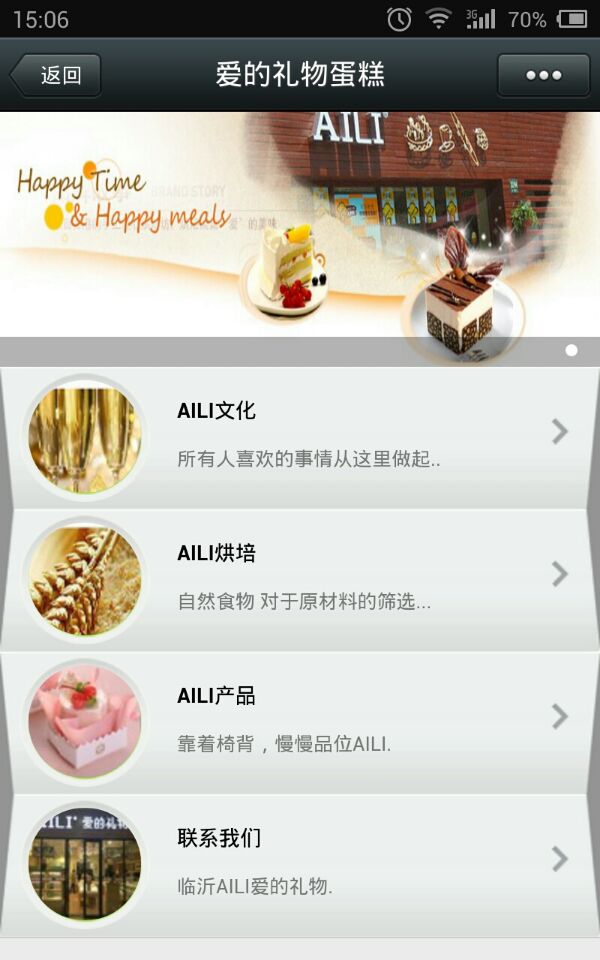 15:06
3G
70%
返回
爱的礼物蛋糕
AILI
Happy Time
BRAND STORY
& Happy meals
“爱”的美味
AILI文化
所有人喜欢的事情从这里做起..
AILI烘培
自然食物 对于原材料的筛选...
AILI产品
靠着椅背，慢慢品位AILI.
AILI 爱的礼物
联系我们
临沂AILI爱的礼物.